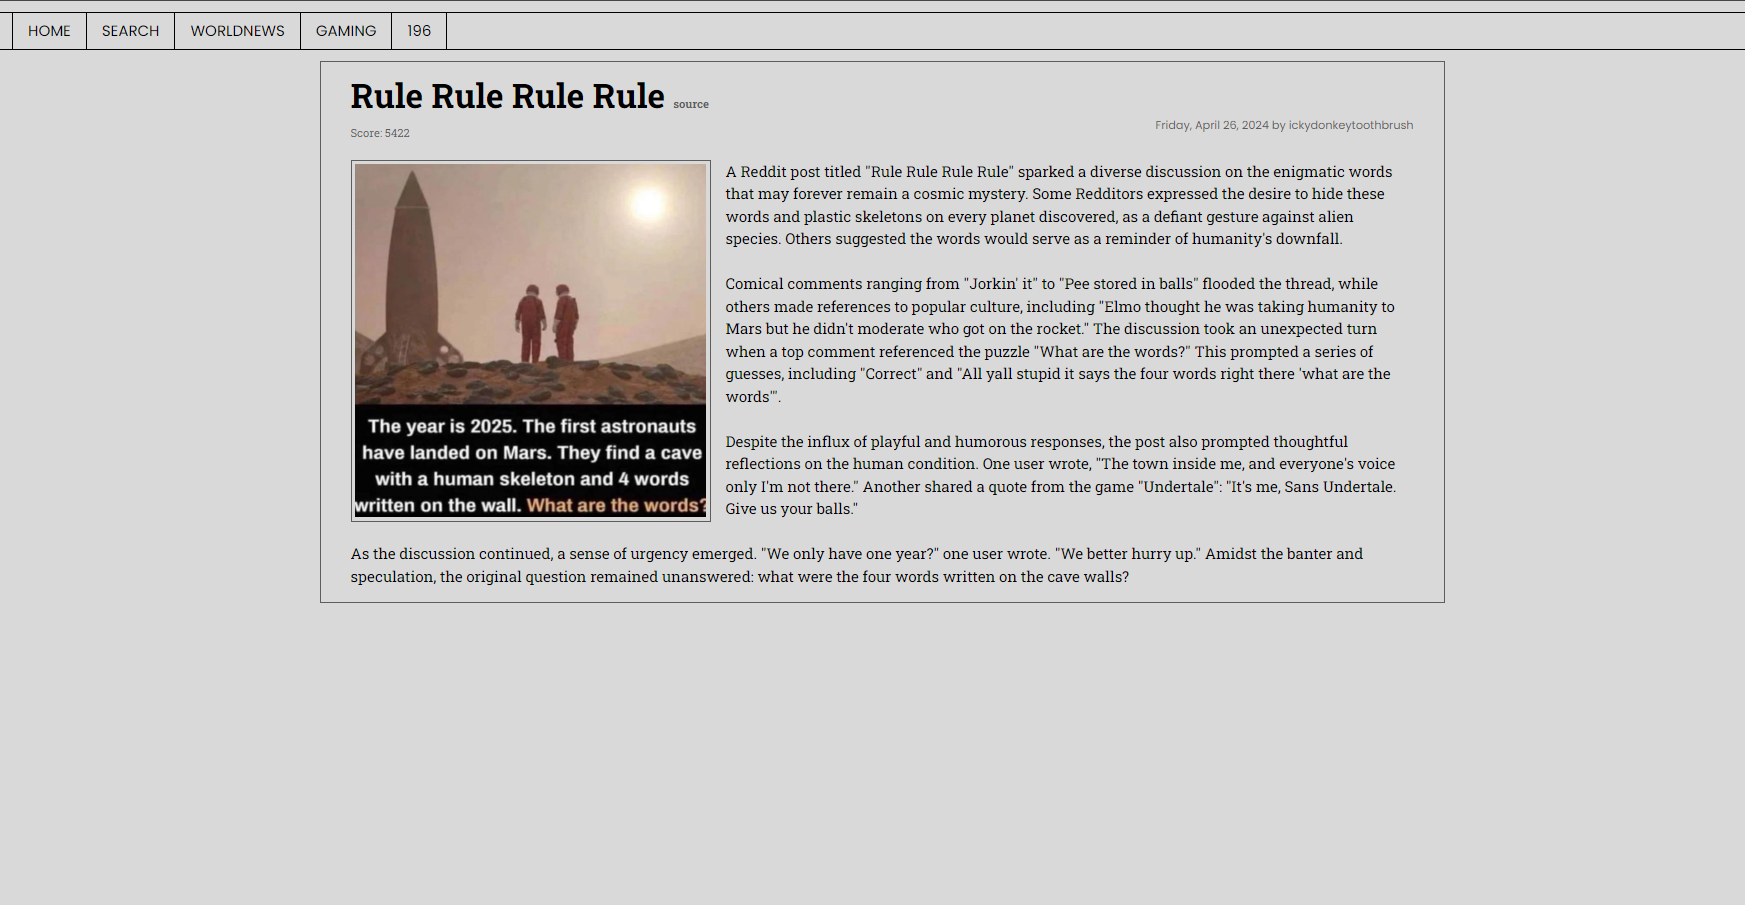 HOME SEARCH WORLDNEWS GAMING 196
Rule Rule Rule Rule source
Score: 5422
Friday, April 26, 2024 by ickydonkeytoothbrush
The year is 2025. The first astronauts
have landed on Mars. They find a cave
with a human skeleton and 4 words
written on the wall. What are the words?
A Reddit post titled "Rule Rule Rule Rule" sparked a diverse discussion on the enigmatic words
that may forever remain a cosmic mystery. Some Redditors expressed the desire to hide these
words and plastic skeletons on every planet discovered, as a defiant gesture against alien
species. Others suggested the words would serve as a reminder of humanity's downfall.
Comical comments ranging from "Jorkin' it" to "Pee stored in balls" flooded the thread, while
others made references to popular culture, including "Elmo thought he was taking humanity to
Mars but he didn't moderate who got on the rocket." The discussion took an unexpected turn
when a top comment referenced the puzzle "What are the words?" This prompted a series of
guesses, including "Correct" and "All yall stupid it says the four words right there 'what are the
words'".
Despite the influx of playful and humorous responses, the post also prompted thoughtful
reflections on the human condition. One user wrote, "The town inside me, and everyone's voice
only I'm not there." Another shared a quote from the game "Undertale": "It's me, Sans Undertale.
Give us your balls."
As the discussion continued, a sense of urgency emerged. "We only have one year?" one user wrote. "We better hurry up." Amidst the banter and
speculation, the original question remained unanswered: what were the four words written on the cave walls?